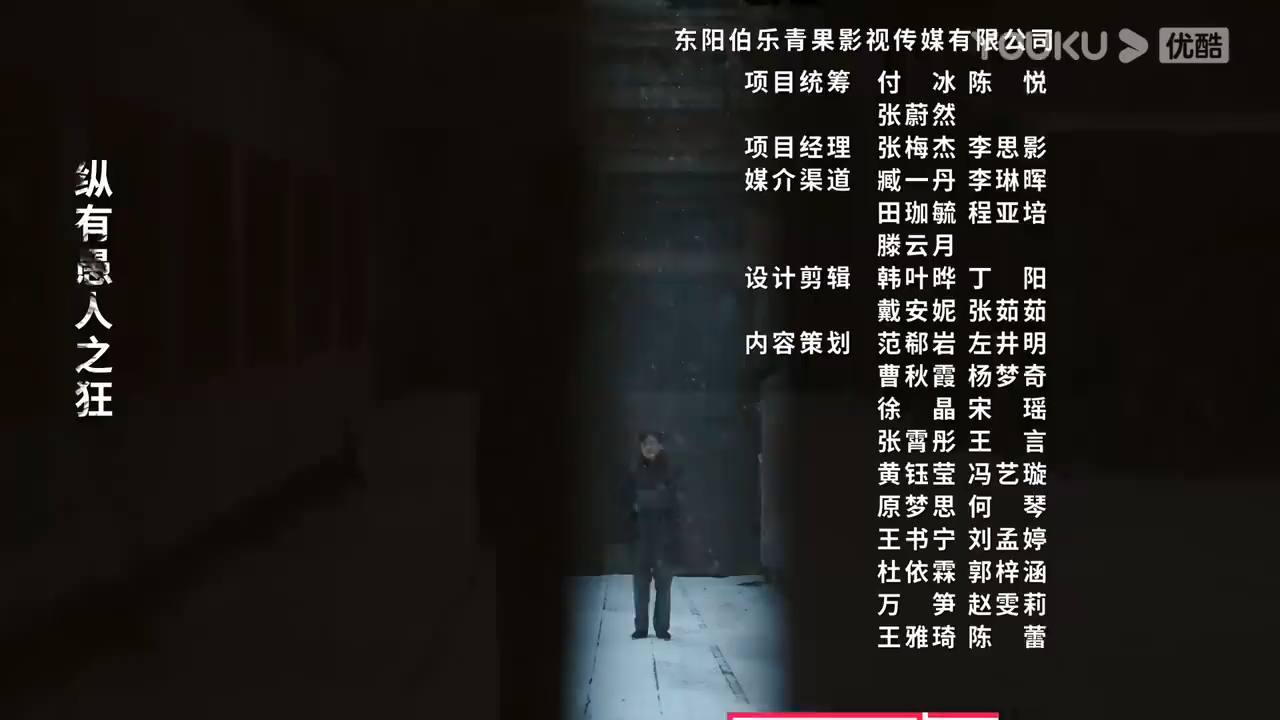 东阳伯乐青果影视传媒有限公司
YOUKU 优酷
项目统筹 付 冰 陈 悦
张蔚然
项目经理 张梅杰 李思影
媒介渠道 臧一丹 李琳晖
田珈毓 程亚培
滕云月
设计剪辑 韩叶晔 丁 阳
戴安妮 张茹茹
内容策划 范郗岩 左井明
曹秋霞 杨梦奇
徐 晶 宋 瑶
张霄彤 王 言
黄钰莹 冯艺璇
原梦思 何 琴
王书宁 刘孟婷
杜依霖 郭梓涵
万 笋 赵雯莉
王雅琦 陈 蕾
纵有愚人之狂